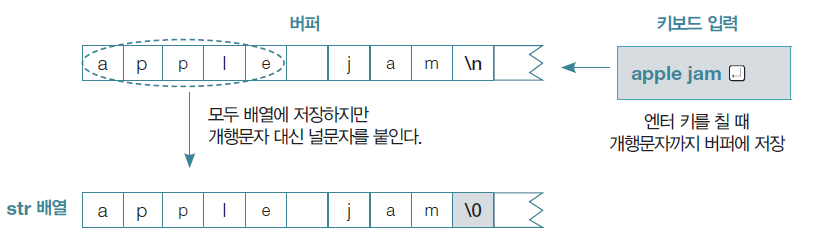 버퍼
키보드 입력
a p p l e j a m \n
apple jam
모두 배열에 저장하지만
개행문자 대신 널문자를 붙인다.
엔터 키를 칠 때
개행문자까지 버퍼에 저장
str 배열
a p p l e j a m \0